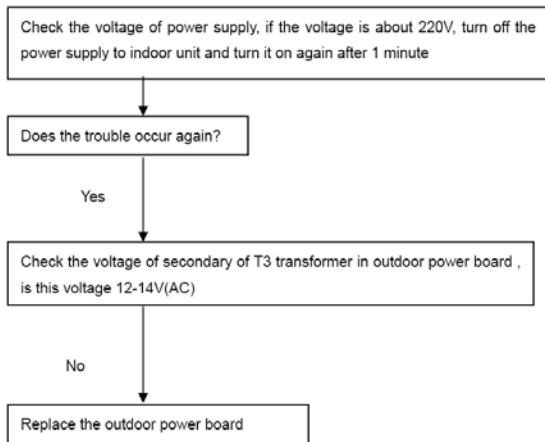 Check the voltage of power supply, if the voltage is about 220V, turn off the
power supply to indoor unit and turn it on again after 1 minute
Does the trouble occur again?
Yes
Check the voltage of secondary of T3 transformer in outdoor power board ,
is this voltage 12-14V(AC)
No
Replace the outdoor power board